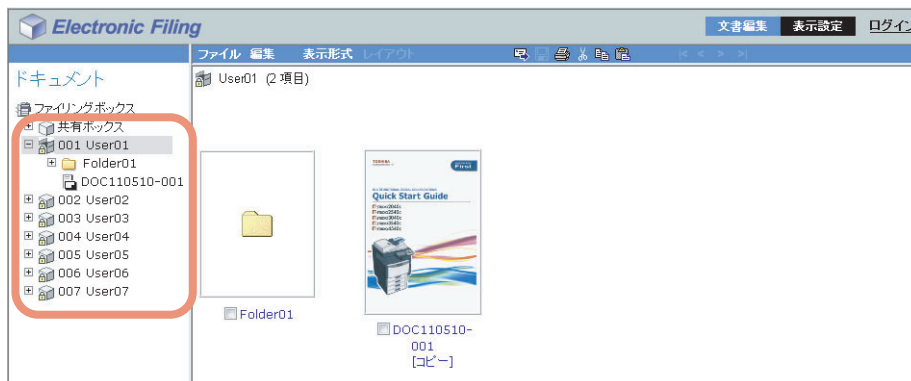 Electronic Filing
文書編集 表示設定 ログイン
ファイル 編集 表示形式 レイアウト |< < > >|
ドキュメント
User01 (2 項目)
ファイリングボックス
共有ボックス
001 User01
Folder01
DOC110510-001
002 User02
003 User03
004 User04
005 User05
006 User06
007 User07
Folder01
TOSHIBA
Quick Start Guide
DOC110510-
001
[コピー]